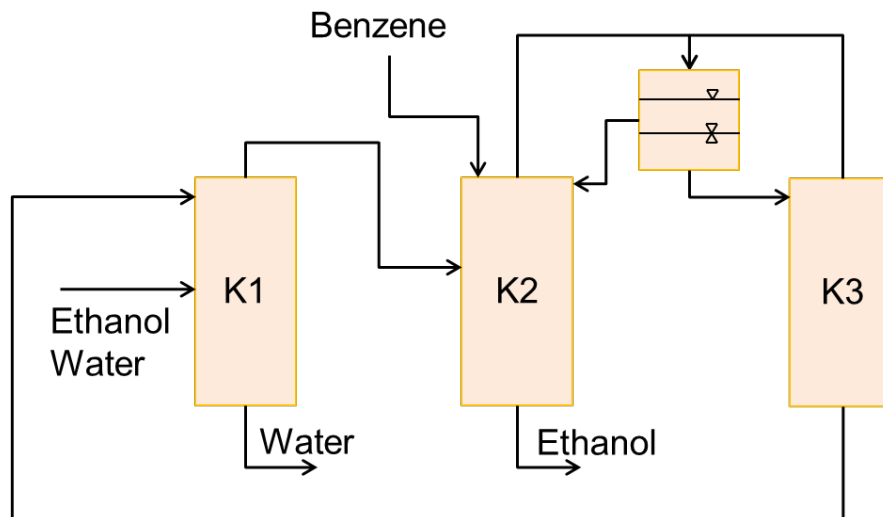 Benzene
K1
K2
K3
Ethanol
Water
Water
Ethanol